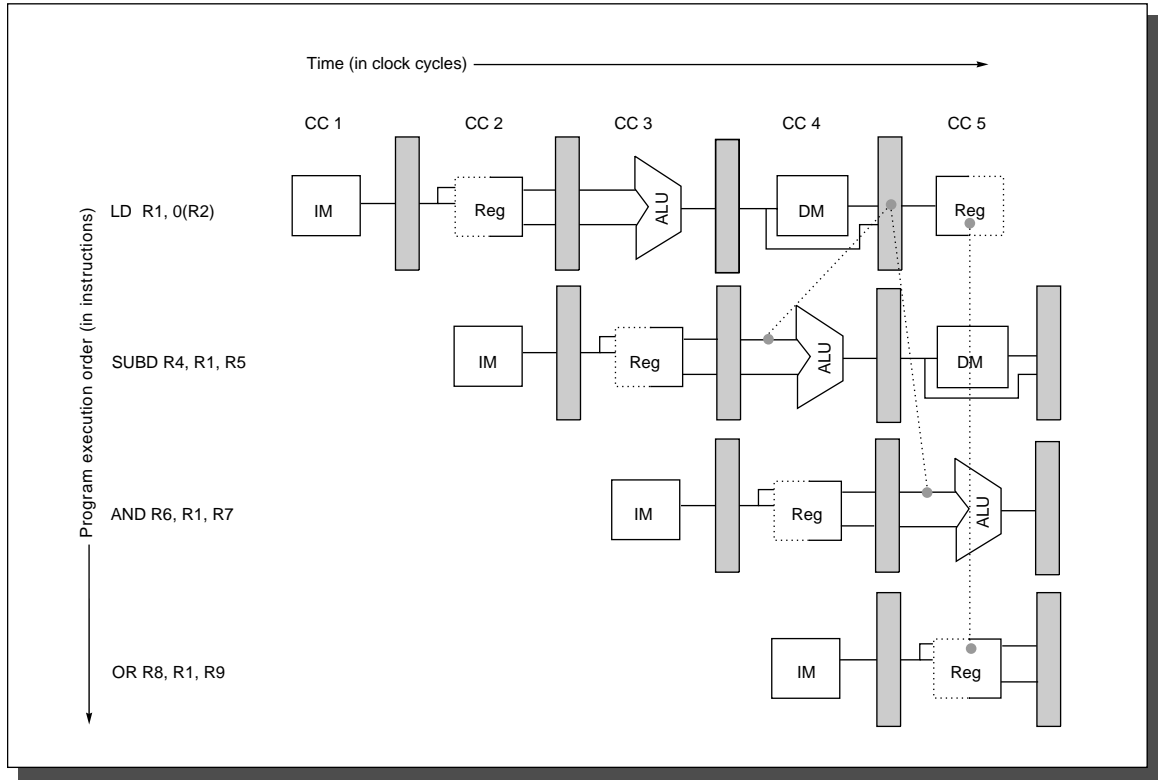 Time (in clock cycles)
CC 1 CC 2 CC 3 CC 4 CC 5
Program execution order (in instructions)
LD R1, 0(R2) IM Reg ALU DM Reg
SUBD R4, R1, R5 IM Reg ALU DM
AND R6, R1, R7 IM Reg ALU
OR R8, R1, R9 IM Reg